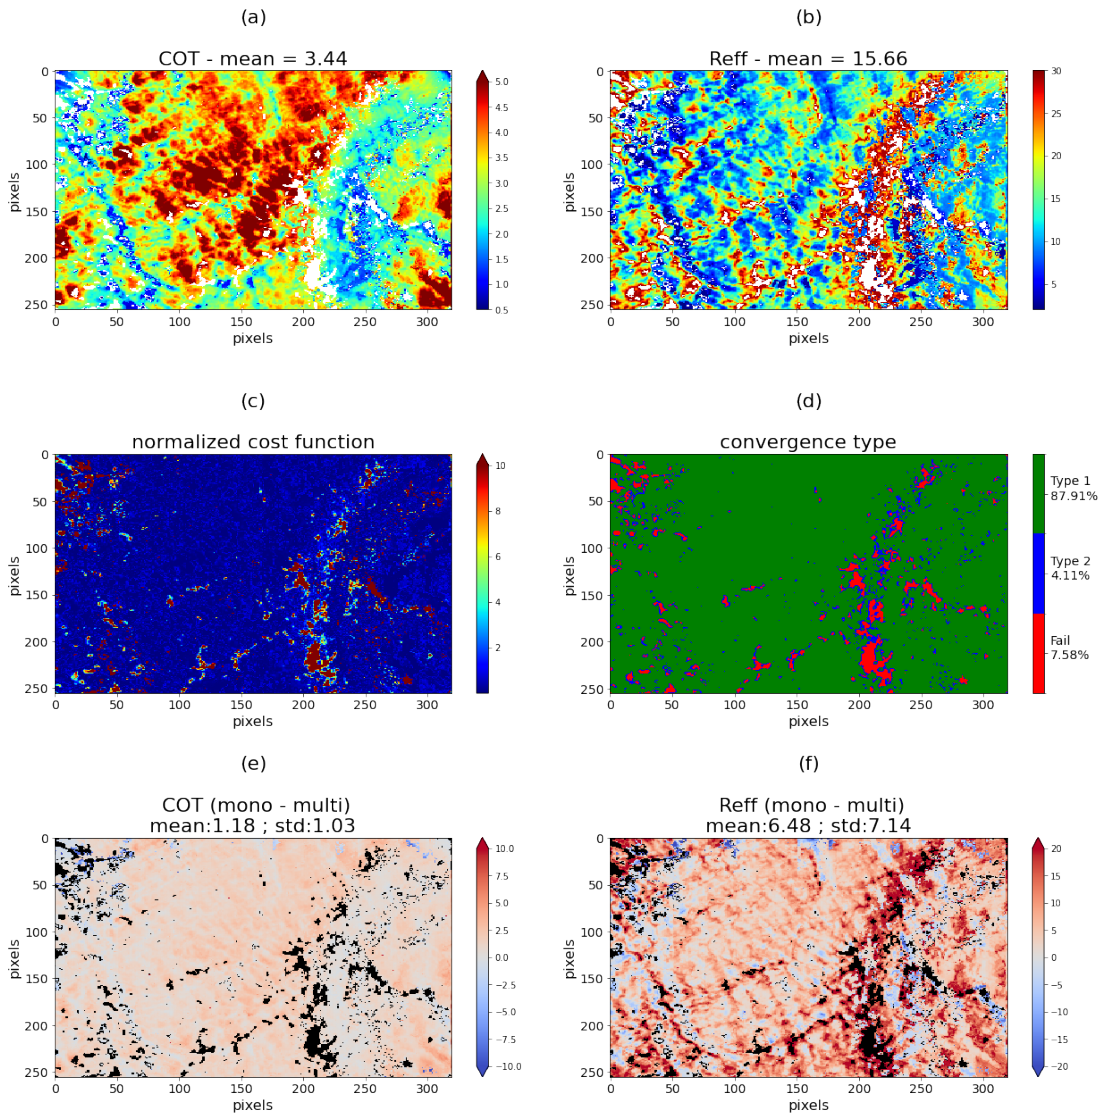 (a)
COT - mean = 3.44
0
50
100
150
200
250
pixels
0 50 100 150 200 250 300
pixels
5.0
4.5
4.0
3.5
3.0
2.5
2.0
1.5
1.0
0.5
(b)
Reff - mean = 15.66
0
50
100
150
200
250
pixels
0 50 100 150 200 250 300
pixels
30
25
20
15
10
5
(c)
normalized cost function
0
50
100
150
200
250
pixels
0 50 100 150 200 250 300
pixels
10
8
6
4
2
(d)
convergence type
0
50
100
150
200
250
pixels
0 50 100 150 200 250 300
pixels
Type 1
87.91%
Type 2
4.11%
Fail
7.58%
(e)
COT (mono - multi)
mean:1.18 ; std:1.03
0
50
100
150
200
250
pixels
0 50 100 150 200 250 300
pixels
10.0
7.5
5.0
2.5
0.0
−2.5
−5.0
−7.5
−10.0
(f)
Reff (mono - multi)
mean:6.48 ; std:7.14
0
50
100
150
200
250
pixels
0 50 100 150 200 250 300
pixels
20
15
10
5
0
−5
−10
−15
−20